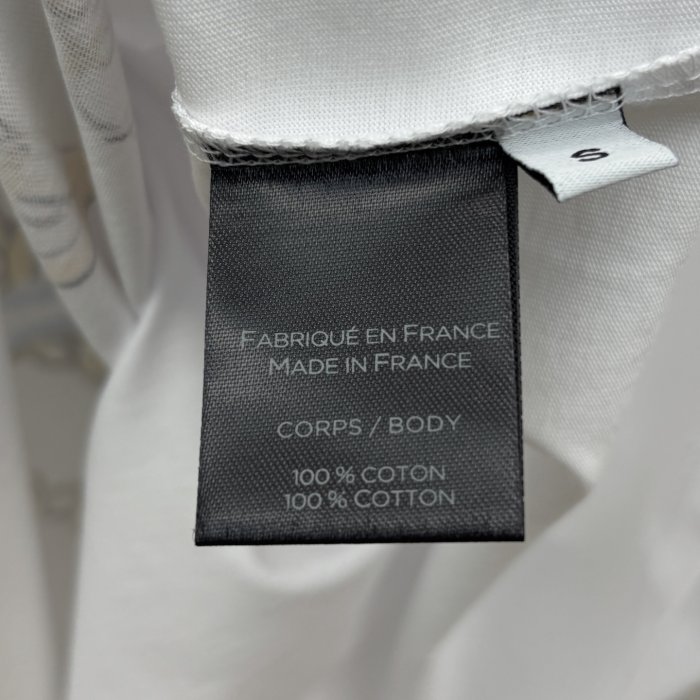 S
FABRIQUÉ EN FRANCE
MADE IN FRANCE
CORPS / BODY
100 % COTON
100 % COTTON